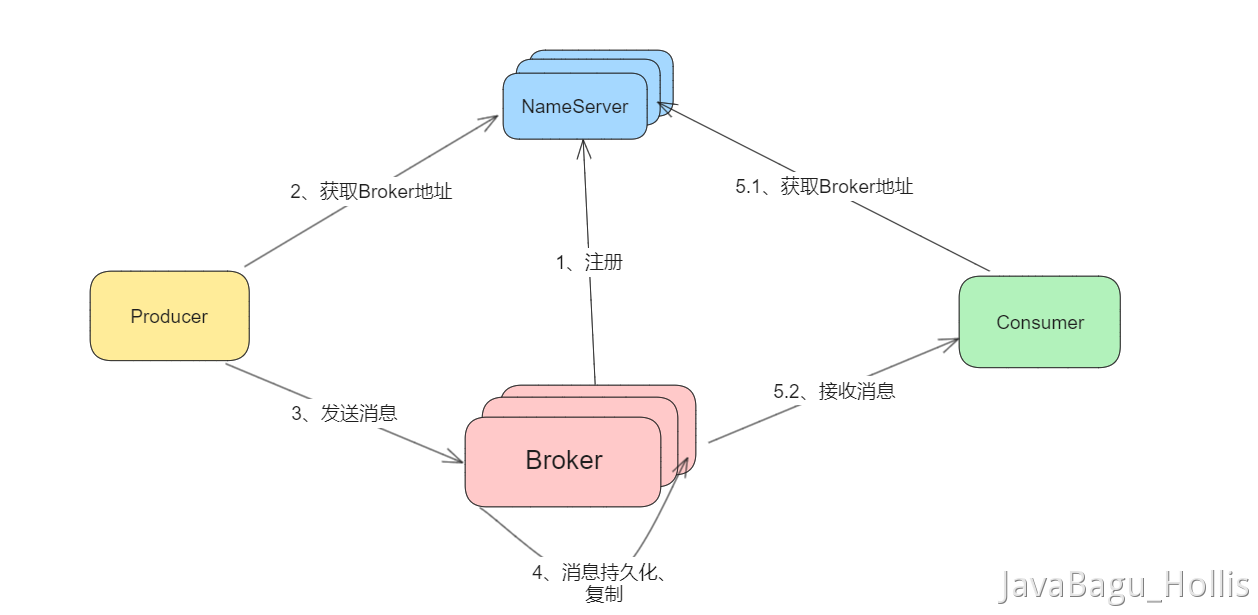 NameServer
2、获取Broker地址
5.1、获取Broker地址
1、注册
Producer
Consumer
3、发送消息
5.2、接收消息
Broker
4、消息持久化、
复制
JavaBagu_Hollis